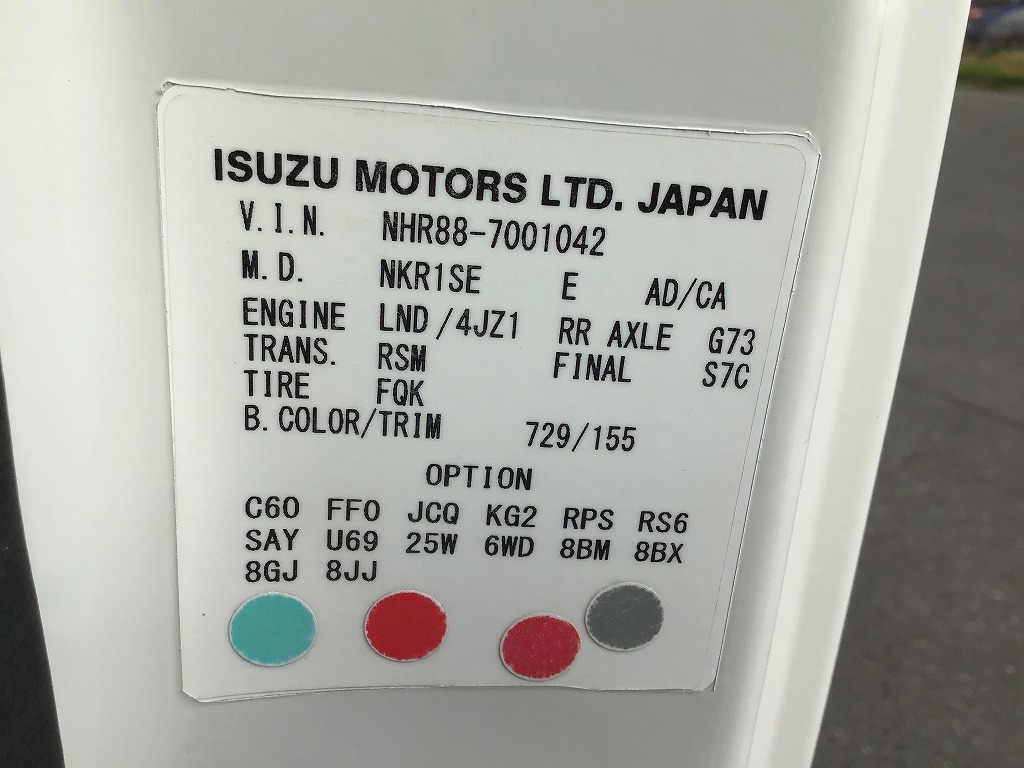 ISUZU MOTORS LTD. JAPAN
V.I.N. NHR88-7001042
M.D. NKR1SE E AD/CA
ENGINE LND/4JZ1 RR AXLE G73
TRANS. RSM FINAL S7C
TIRE FQK
B.COLOR/TRIM 729/155
OPTION
C60 FF0 JCQ KG2 RPS RS6
SAY U69 25W 6WD 8BM 8BX
8GJ 8JJ